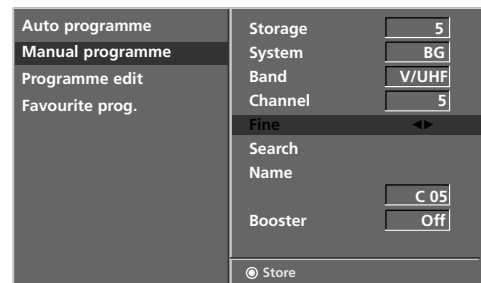 Auto programme
Manual programme
Programme edit
Favourite prog.
Storage 5
System BG
Band V/UHF
Channel 5
Fine ◀▶
Search
Name
C 05
Booster Off
Store